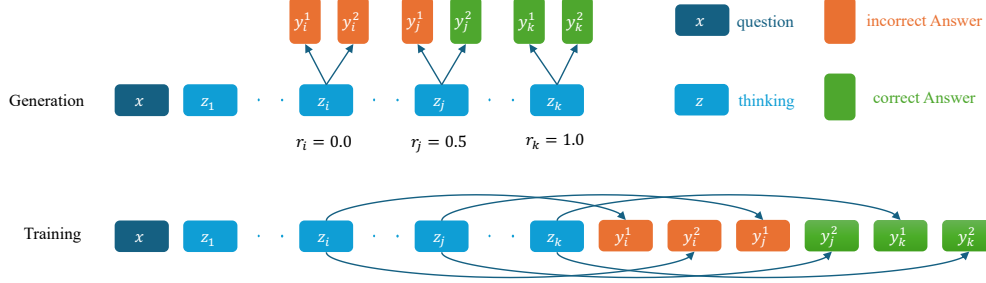 y_i^1 y_i^2 y_j^1 y_j^2 y_k^1 y_k^2 x question incorrect Answer
Generation x z_1 · · z_i · · z_j · · z_k z thinking correct Answer
r_i = 0.0 r_j = 0.5 r_k = 1.0
Training x z_1 · · z_i · · z_j · · z_k y_i^1 y_i^2 y_j^1 y_j^2 y_k^1 y_k^2